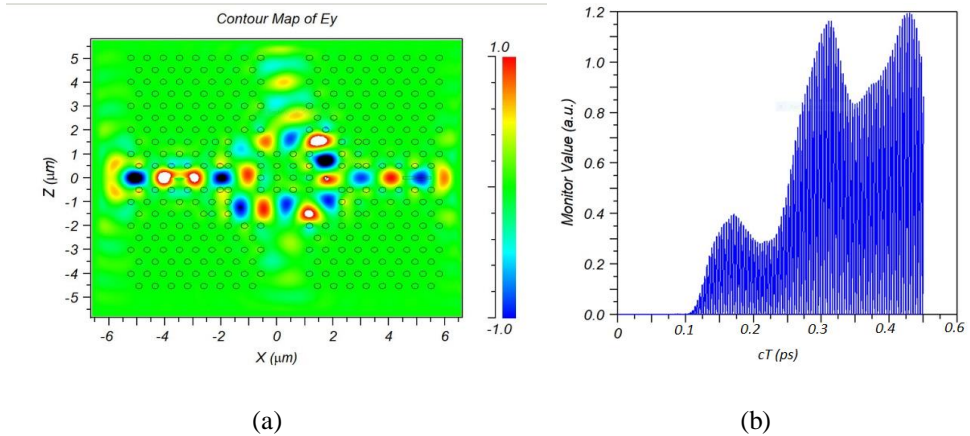 Contour Map of Ey
1.0
-1.0
Z (μm)
5
4
3
2
1
0
-1
-2
-3
-4
-5
-6 -4 -2 0 2 4 6
X (μm)
(a)
Monitor Value (a.u.)
1.2
1.0
0.8
0.6
0.4
0.2
0.0
0 0.1 0.2 0.3 0.4 0.5 0.6
cT (ps)
(b)